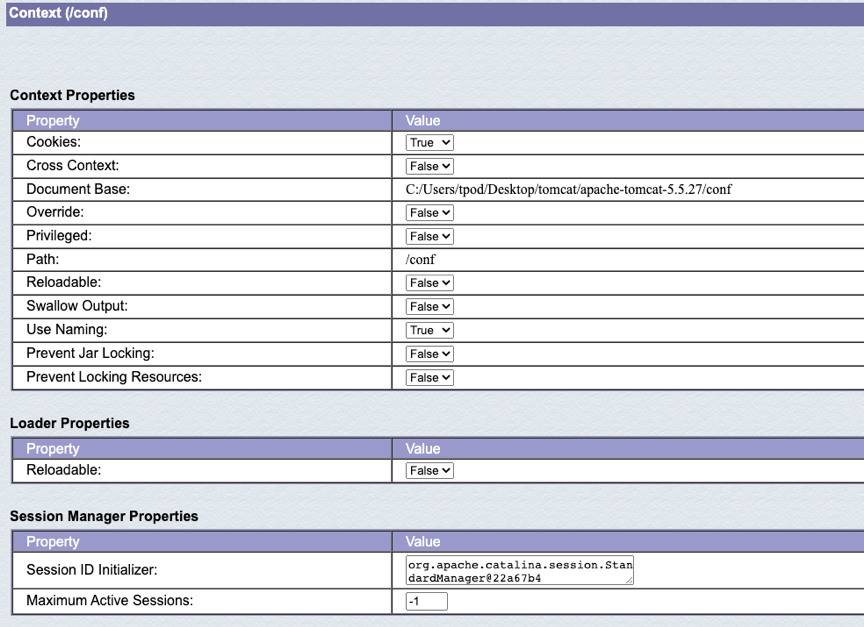 Context (/conf)
Context Properties
Property Value
Cookies: True
Cross Context: False
Document Base: C:/Users/tpod/Desktop/tomcat/apache-tomcat-5.5.27/conf
Override: False
Privileged: False
Path: /conf
Reloadable: False
Swallow Output: False
Use Naming: True
Prevent Jar Locking: False
Prevent Locking Resources: False
Loader Properties
Property Value
Reloadable: False
Session Manager Properties
Property Value
Session ID Initializer: org.apache.catalina.session.Stan
dardManager@22a67b4
Maximum Active Sessions: -1